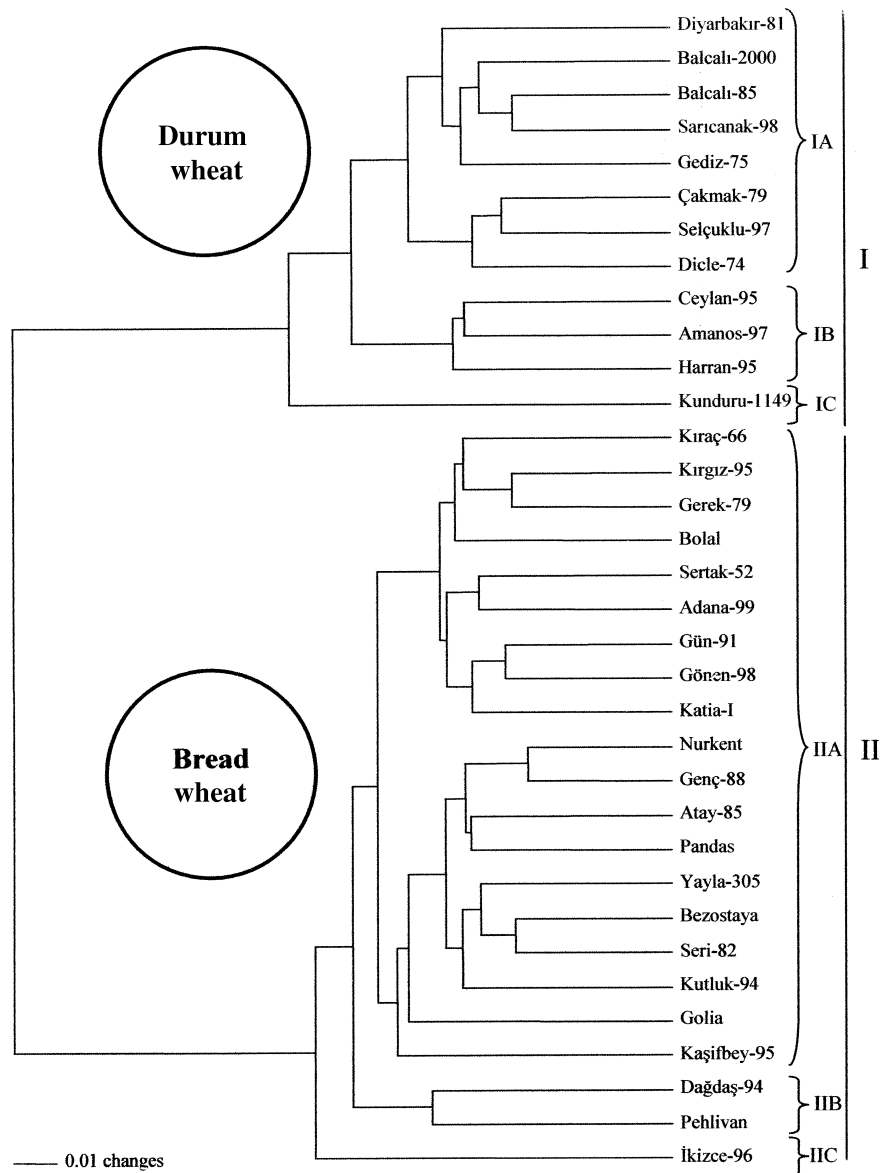 Diyarbakır-81
Balcalı-2000
Balcalı-85
Sarıcanak-98
Gediz-75
Çakmak-79
Selçuklu-97
Dicle-74
IA
Ceylan-95
Amanos-97
Harran-95
IB
Kunduru-1149
IC
I
Durum
wheat
Kıraç-66
Kırgız-95
Gerek-79
Bolal
Sertak-52
Adana-99
Gün-91
Gönen-98
Katia-I
Nurkent
Genç-88
Atay-85
Pandas
Yayla-305
Bezostaya
Seri-82
Kutluk-94
Golia
Kaşifbey-95
IIA
Dağdaş-94
Pehlivan
IIB
İkizce-96
IIC
II
Bread
wheat
0.01 changes